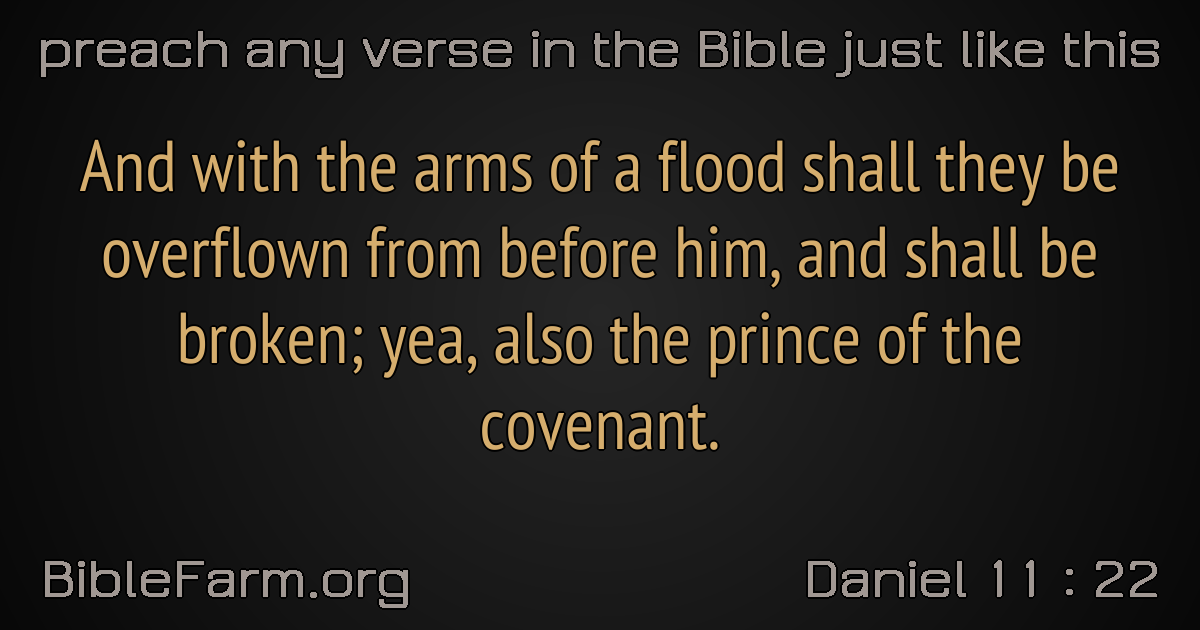 preach any verse in the Bible just like this
And with the arms of a flood shall they be
overflown from before him, and shall be
broken; yea, also the prince of the
covenant.
BibleFarm.org
Daniel 11 : 22